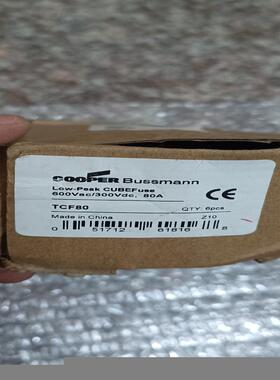 COOPER Bussmann
Low-Peak CUBEFuse
600Vac/300Vdc, 80A
CE
TCF80
QTY: 6pcs
Made in China
Z10
0 51712 61816 8